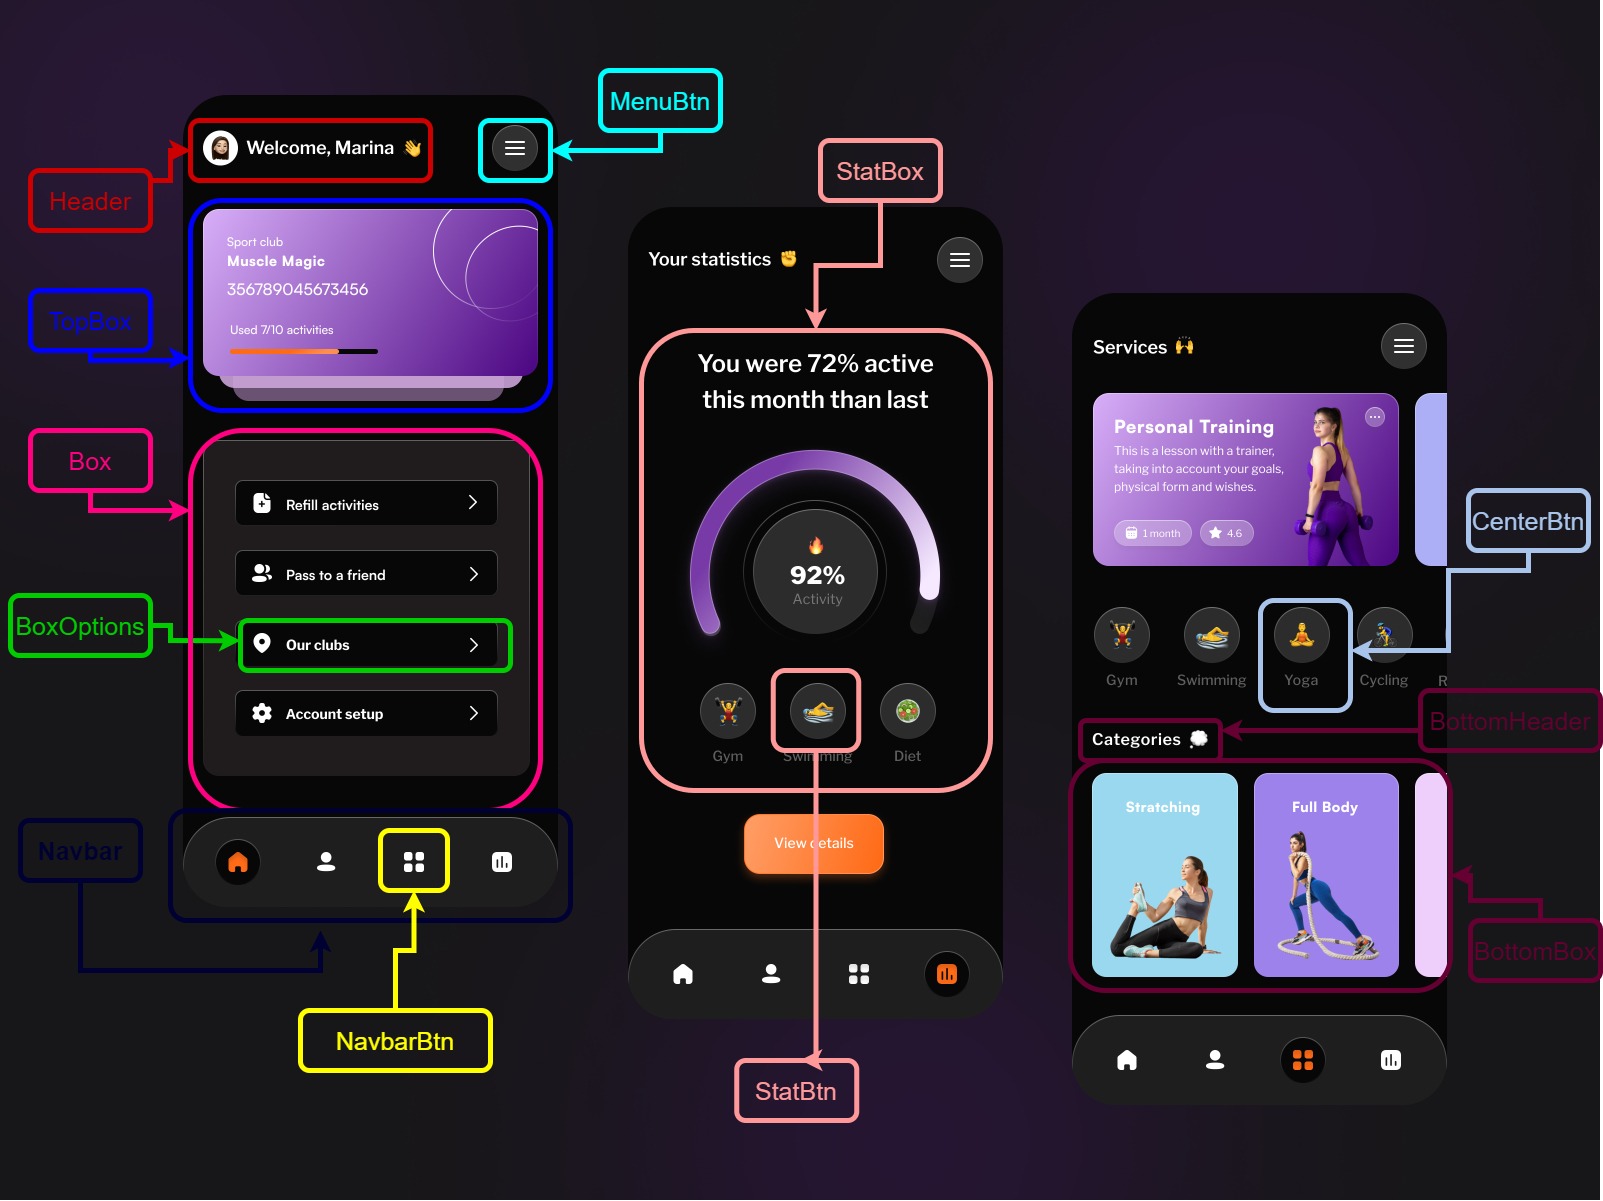 MenuBtn
Header
Welcome, Marina
TopBox
Sport club
Muscle Magic
356789045673456
Used 7/10 activities
Box
Refill activities
Pass to a friend
BoxOptions
Our clubs
Account setup
Navbar
NavbarBtn
StatBox
Your statistics
You were 72% active
this month than last
92%
Activity
Gym
Swimming
Diet
View details
StatBtn
Services
Personal Training
This is a lesson with a trainer,
taking into account your goals,
physical form and wishes.
1 month
4.6
CenterBtn
Gym
Swimming
Yoga
Cycling
R
BottomHeader
Categories
Stratching
Full Body
BottomBox